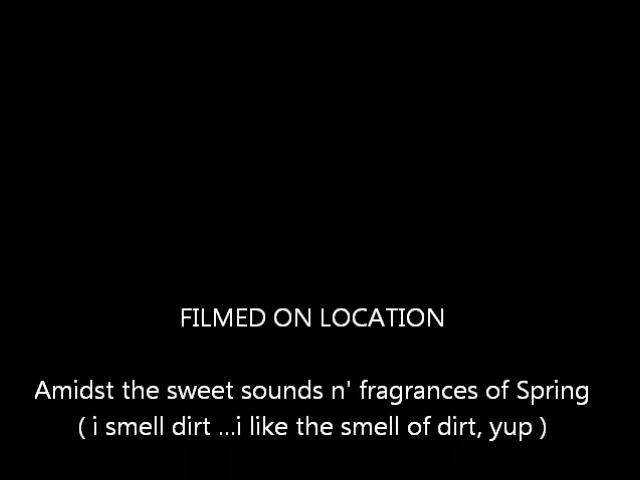 FILMED ON LOCATION
Amidst the sweet sounds n' fragrances of Spring
( i smell dirt ...i like the smell of dirt, yup )